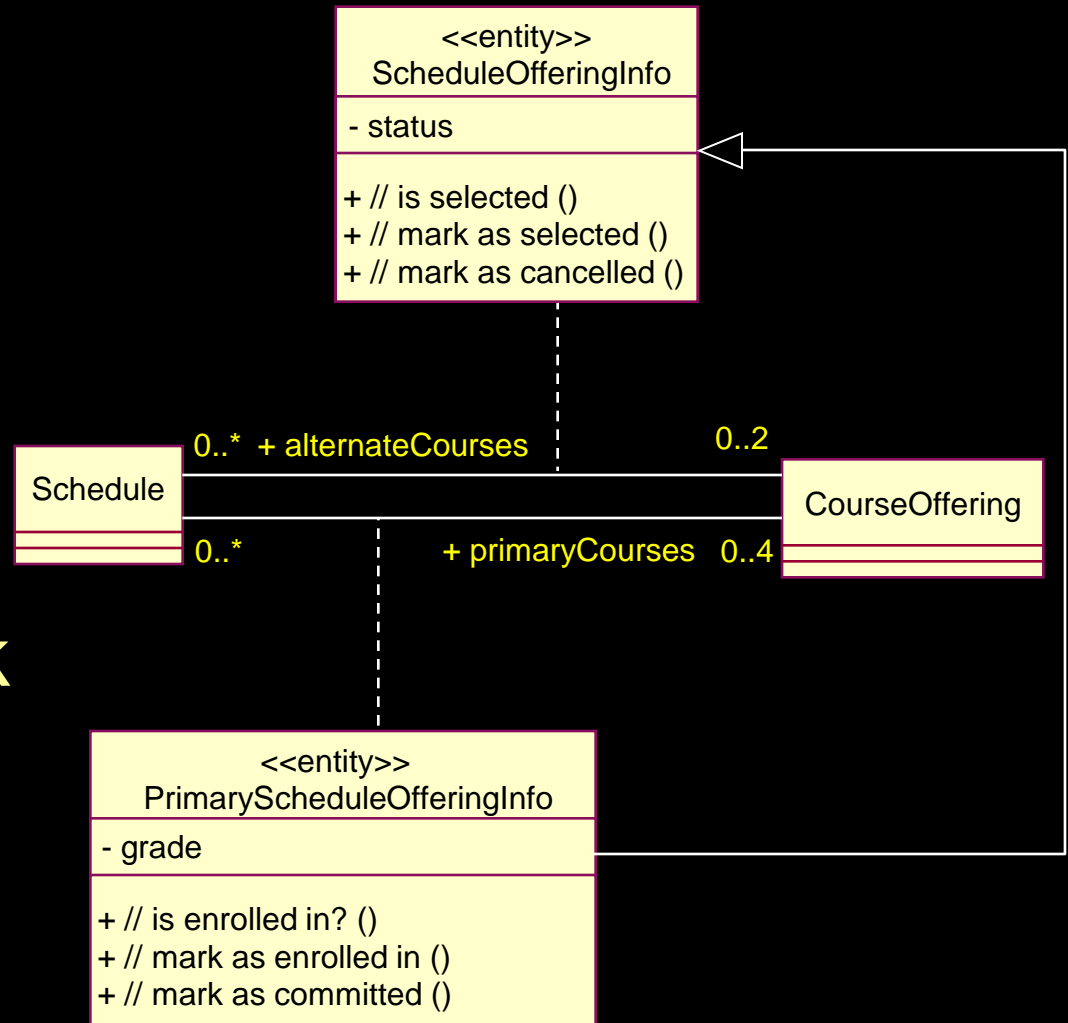 <<entity>>
ScheduleOfferingInfo
- status
+ // is selected ()
+ // mark as selected ()
+ // mark as cancelled ()
0..* + alternateCourses 0..2
Schedule
CourseOffering
0..* + primaryCourses 0..4
<<entity>>
PrimaryScheduleOfferingInfo
- grade
+ // is enrolled in? ()
+ // mark as enrolled in ()
+ // mark as committed ()